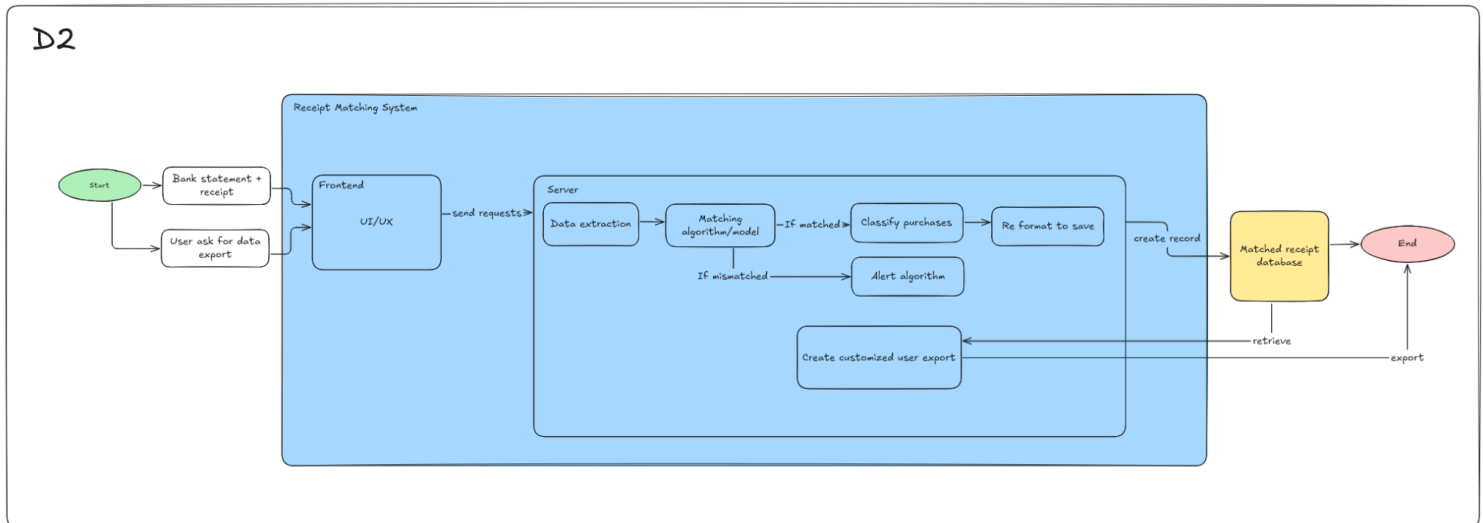 D2
Receipt Matching System
Start
Bank statement +
receipt
User ask for data
export
Frontend
UI/UX
send requests
Server
Data extraction
Matching
algorithm/model
If matched
Classify purchases
Re format to save
If mismatched
Alert algorithm
Create customized user export
create record
Matched receipt
database
End
retrieve
export